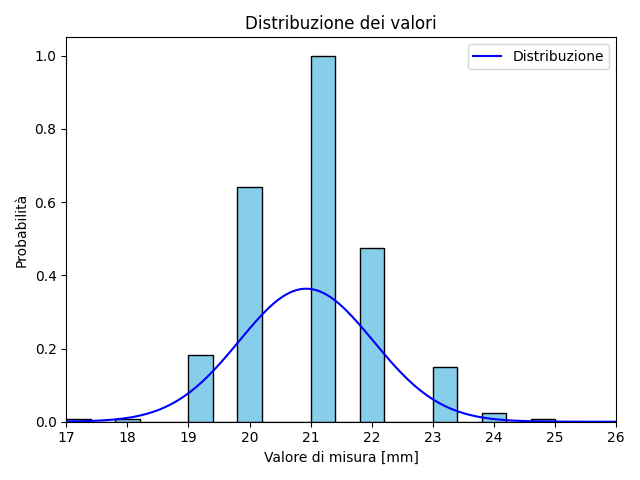 Distribuzione dei valori
Distribuzione
Probabilità
1.0
0.8
0.6
0.4
0.2
0.0
17 18 19 20 21 22 23 24 25 26
Valore di misura [mm]